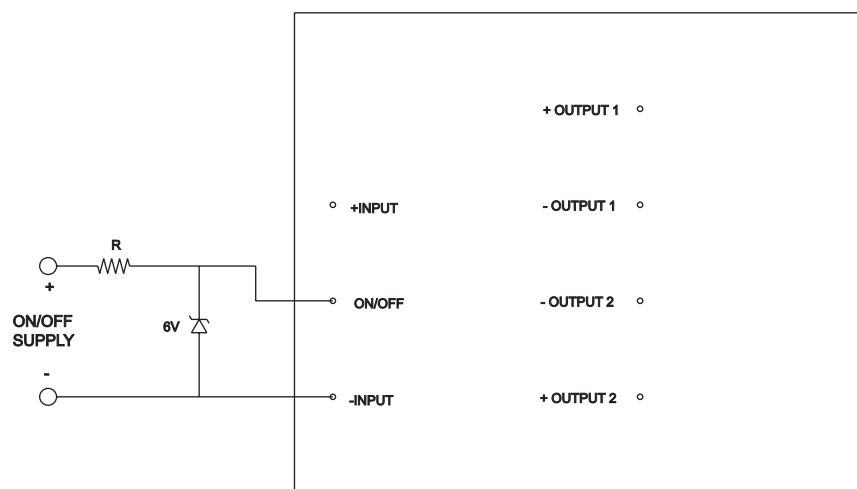 + OUTPUT 1
+INPUT
- OUTPUT 1
R
+
ON/OFF
- OUTPUT 2
ON/OFF
SUPPLY
6V
-
-INPUT
+ OUTPUT 2